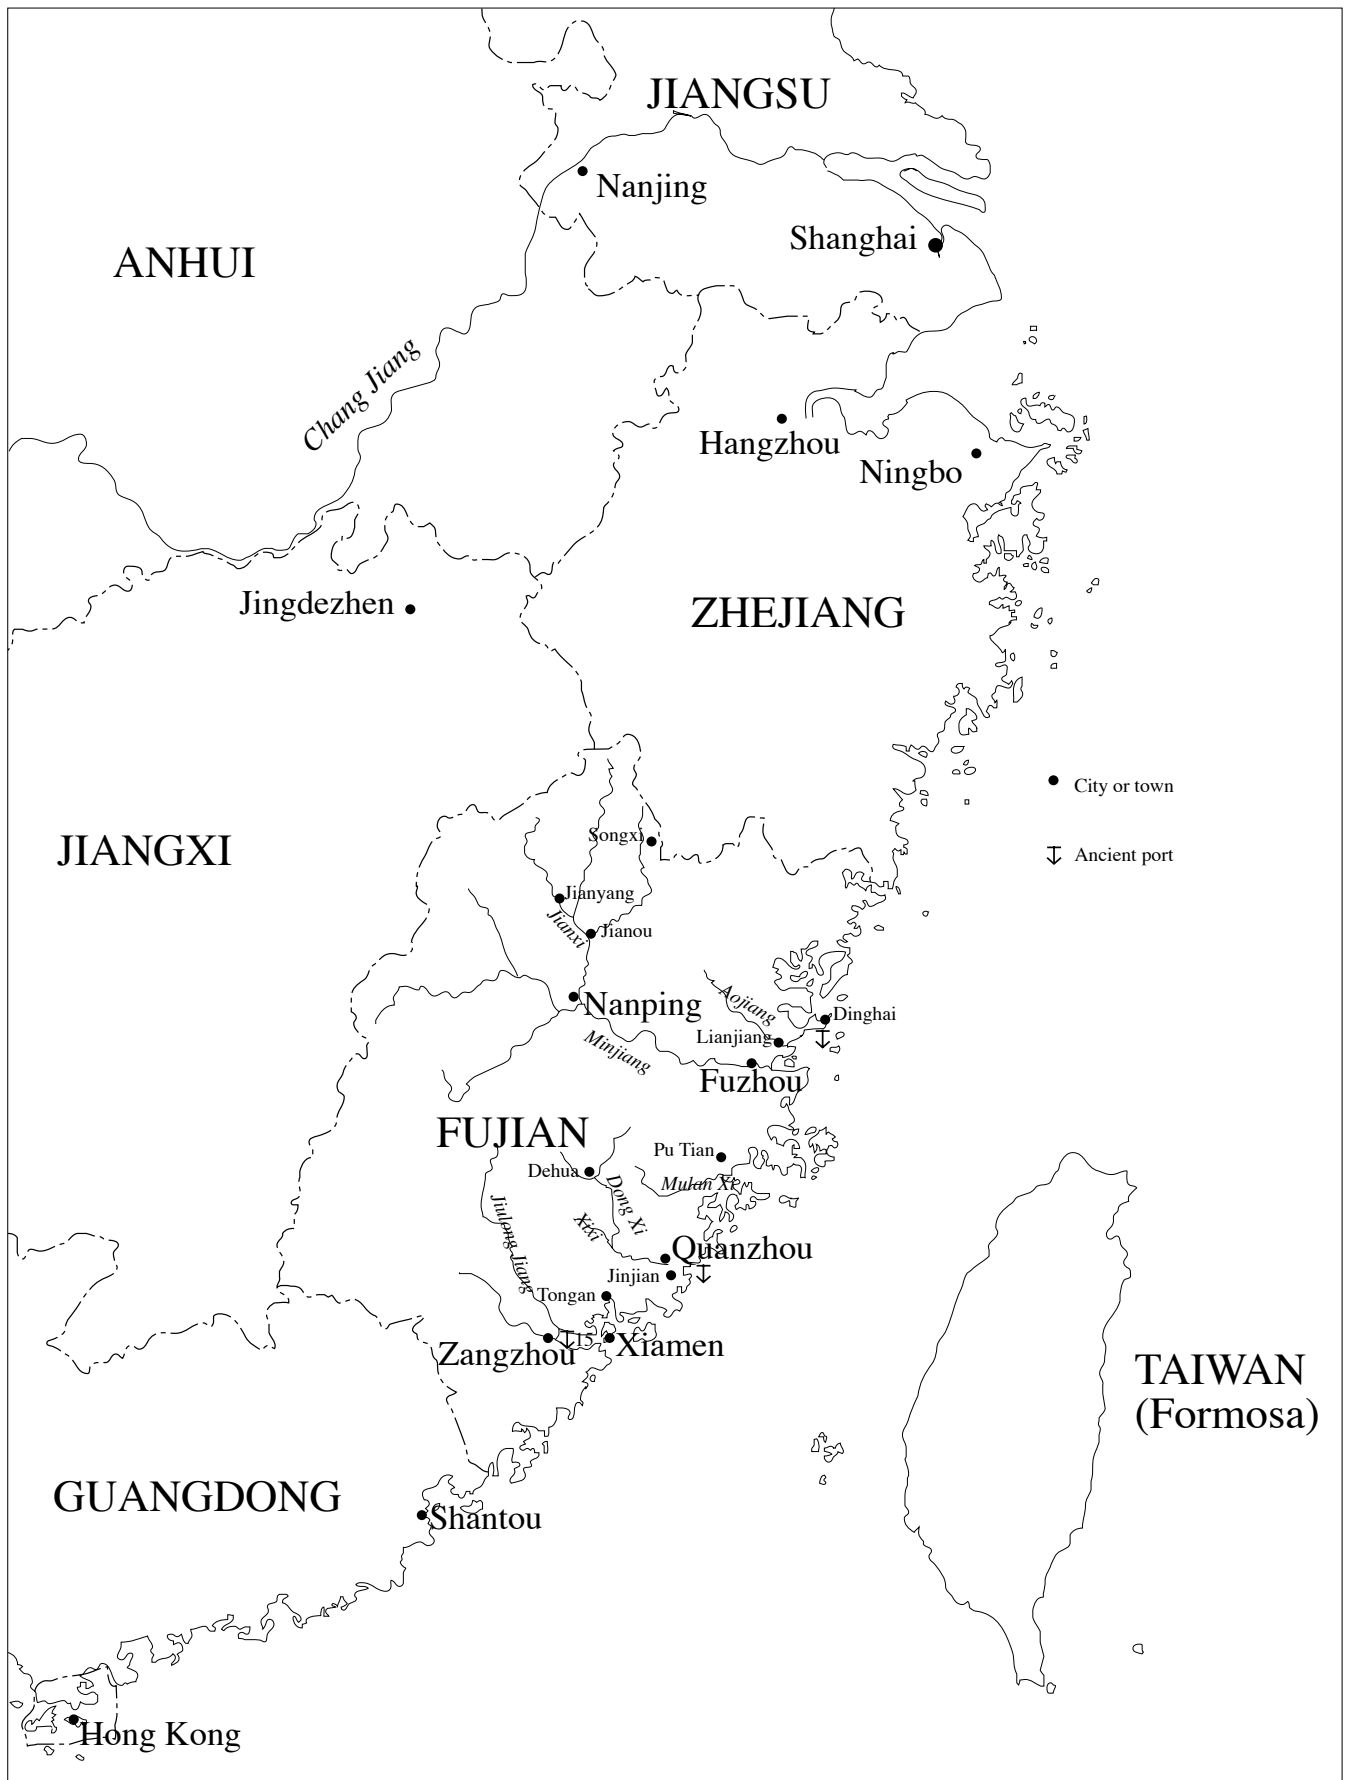 JIANGSU
Nanjing
Shanghai
ANHUI
Chang Jiang
Hangzhou
Ningbo
Jingdezhen
ZHEJIANG
City or town
Songxi
JIANGXI
Ancient port
Jianyang
Jianxi
Jianou
Nanping
Aojiang
Dinghai
Lianjiang
Minjiang
Fuzhou
FUJIAN
Pu Tian
Dehua
Mulan Xi
Dong Xi
Jiulong Jiang
Xixi
Quanzhou
Jinjian
Tongan
15
Xiamen
Zangzhou
TAIWAN
(Formosa)
GUANGDONG
Shantou
Hong Kong